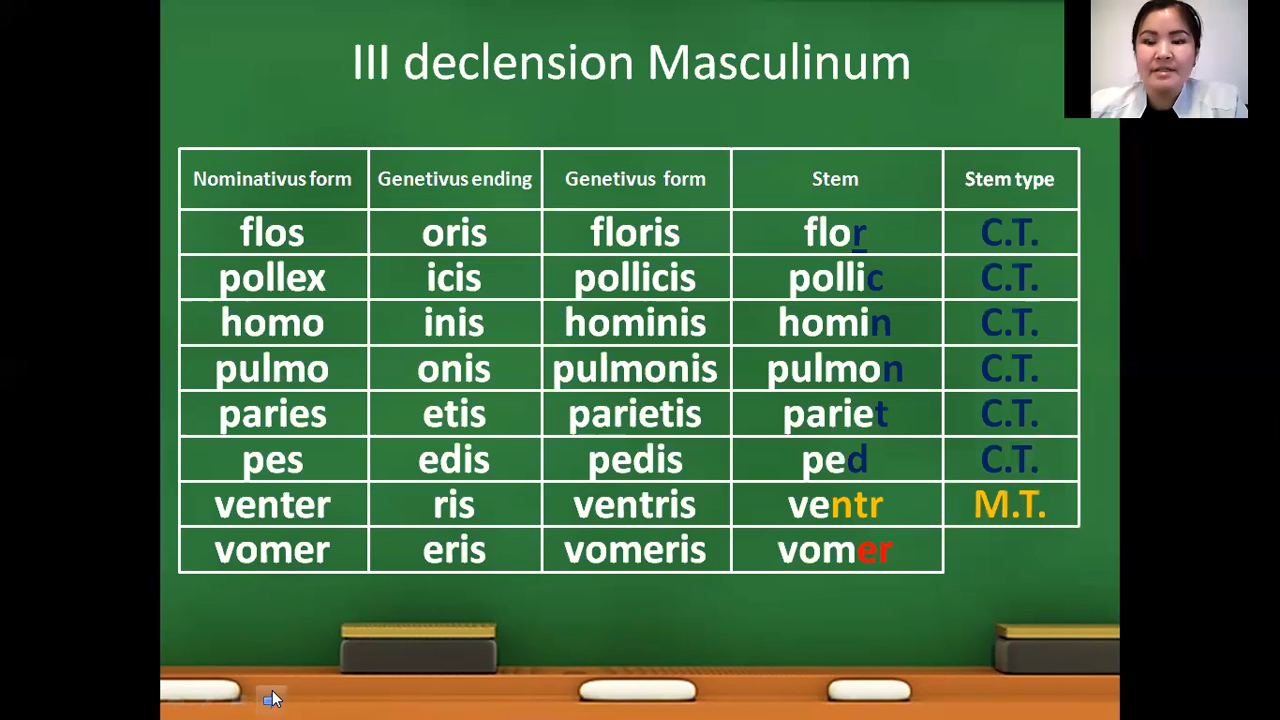 III declension Masculinum
Nominativus form Genetivus ending Genetivus form Stem Stem type
flos oris floris flor C.T.
pollex icis pollicis pollic C.T.
homo inis hominis homin C.T.
pulmo onis pulmonis pulmon C.T.
paries etis parietis pariet C.T.
pes edis pedis ped C.T.
venter ris ventris ventr M.T.
vomer eris vomeris vomer